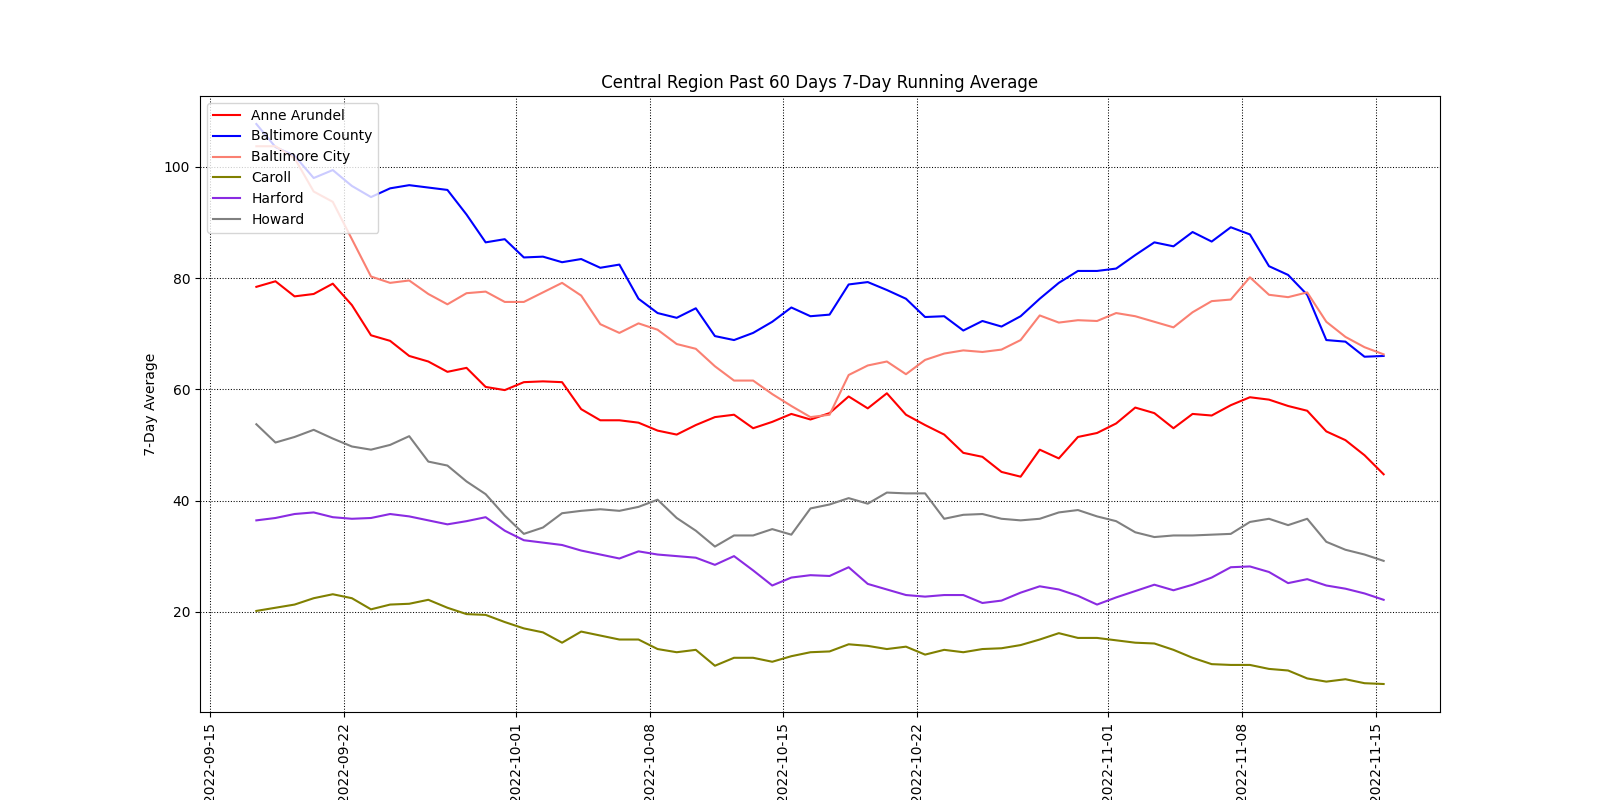 Central Region Past 60 Days 7-Day Running Average
Anne Arundel
Baltimore County
Baltimore City
Caroll
Harford
Howard
7-Day Average
100
80
60
40
20
2022-09-15
2022-09-22
2022-10-01
2022-10-08
2022-10-15
2022-10-22
2022-11-01
2022-11-08
2022-11-15